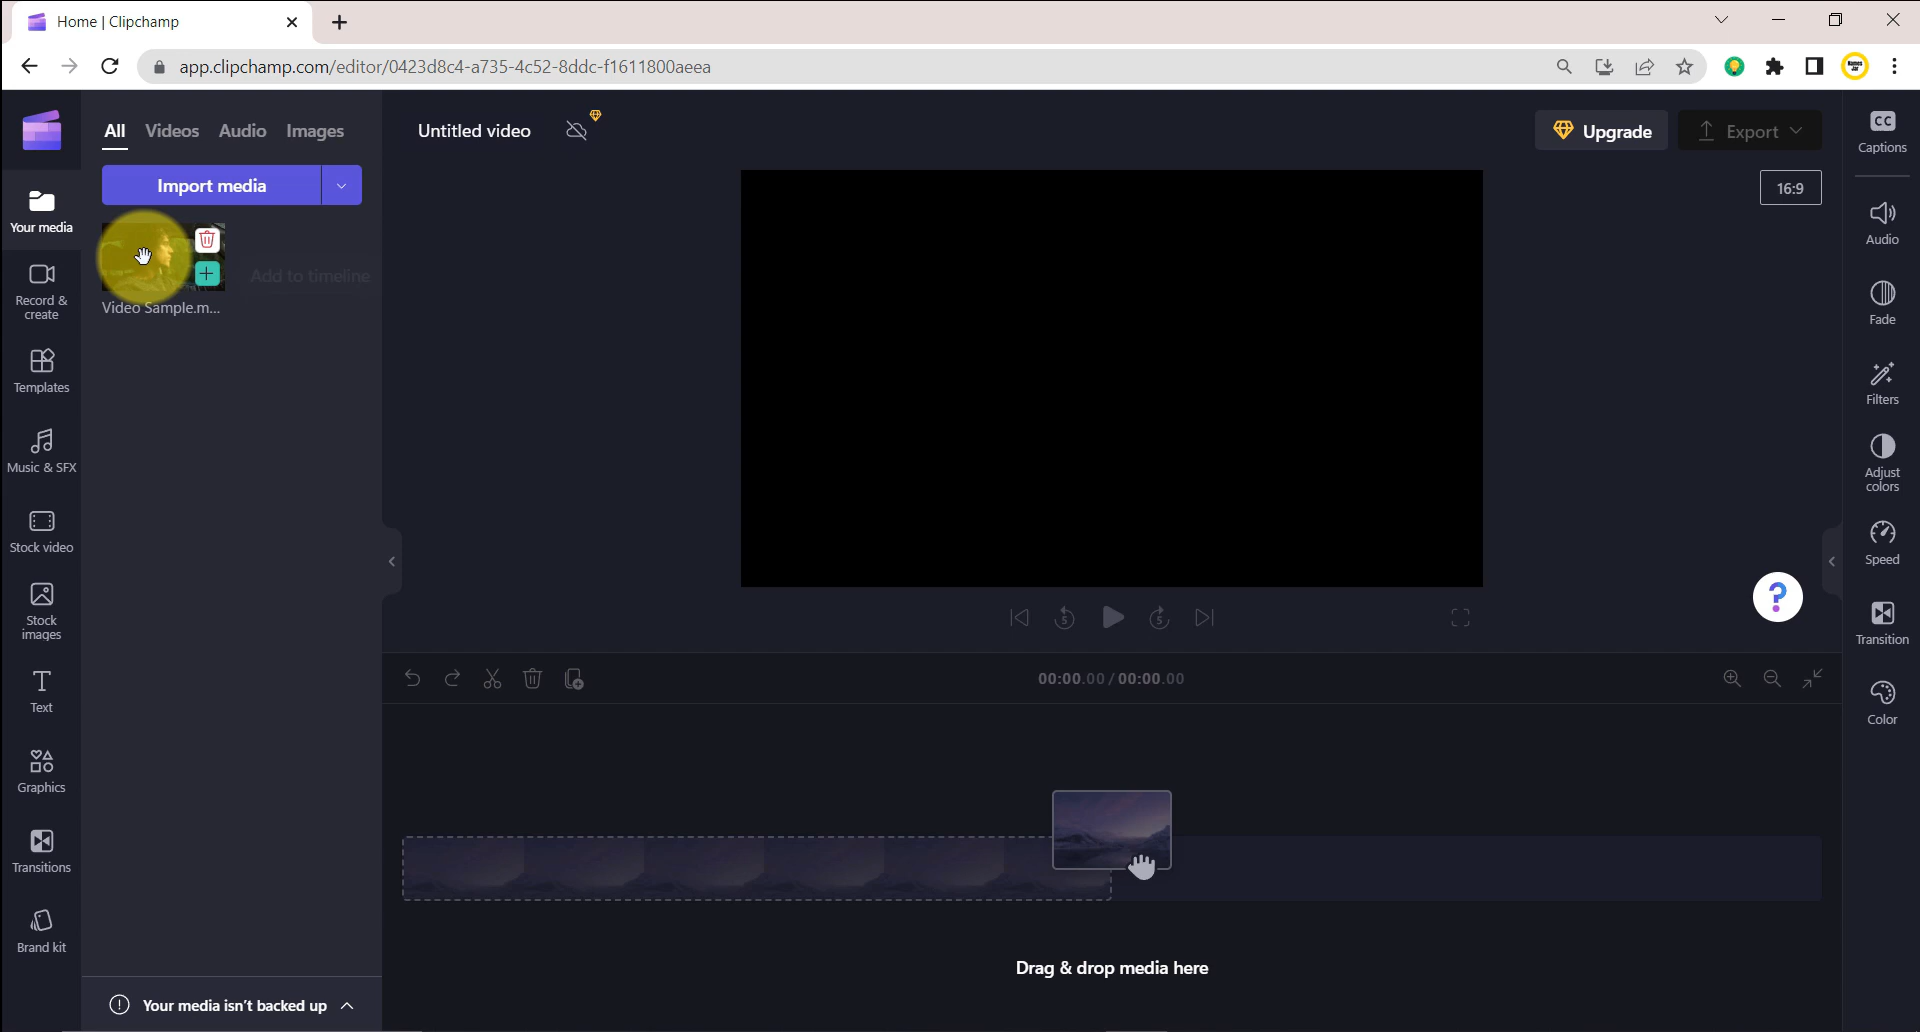 Home | Clipchamp
app.clipchamp.com/editor/0423d8c4-a735-4c52-8ddc-f1611800aeea
All
Videos
Audio
Images
Import media
Video Sample.m...
Add to timeline
Your media
Record &
create
Templates
Music & SFX
Stock video
Stock
images
Text
Graphics
Transitions
Brand kit
Your media isn't backed up
Untitled video
Upgrade
Export
16:9
5
5
?
00:00.00 / 00:00.00
Drag & drop media here
CC
Captions
Audio
Fade
Filters
Adjust
colors
Speed
Transition
Color